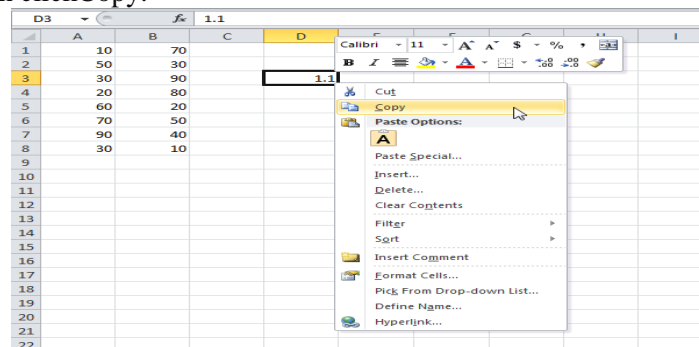 D3 fx 1.1
A B C D I
Calibri 11 A A $ % ,
B I A
1 10 70
2 50 30
3 30 90 1.1
4 20 80
5 60 20
6 70 50
7 90 40
8 30 10
9
10
11
12
13
14
15
16
17
18
19
20
21
22
Cut
Copy
Paste Options:
A
Paste Special...
Insert...
Delete...
Clear Contents
Filter
Sort
Insert Comment
Format Cells...
Pick From Drop-down List...
Define Name...
Hyperlink...